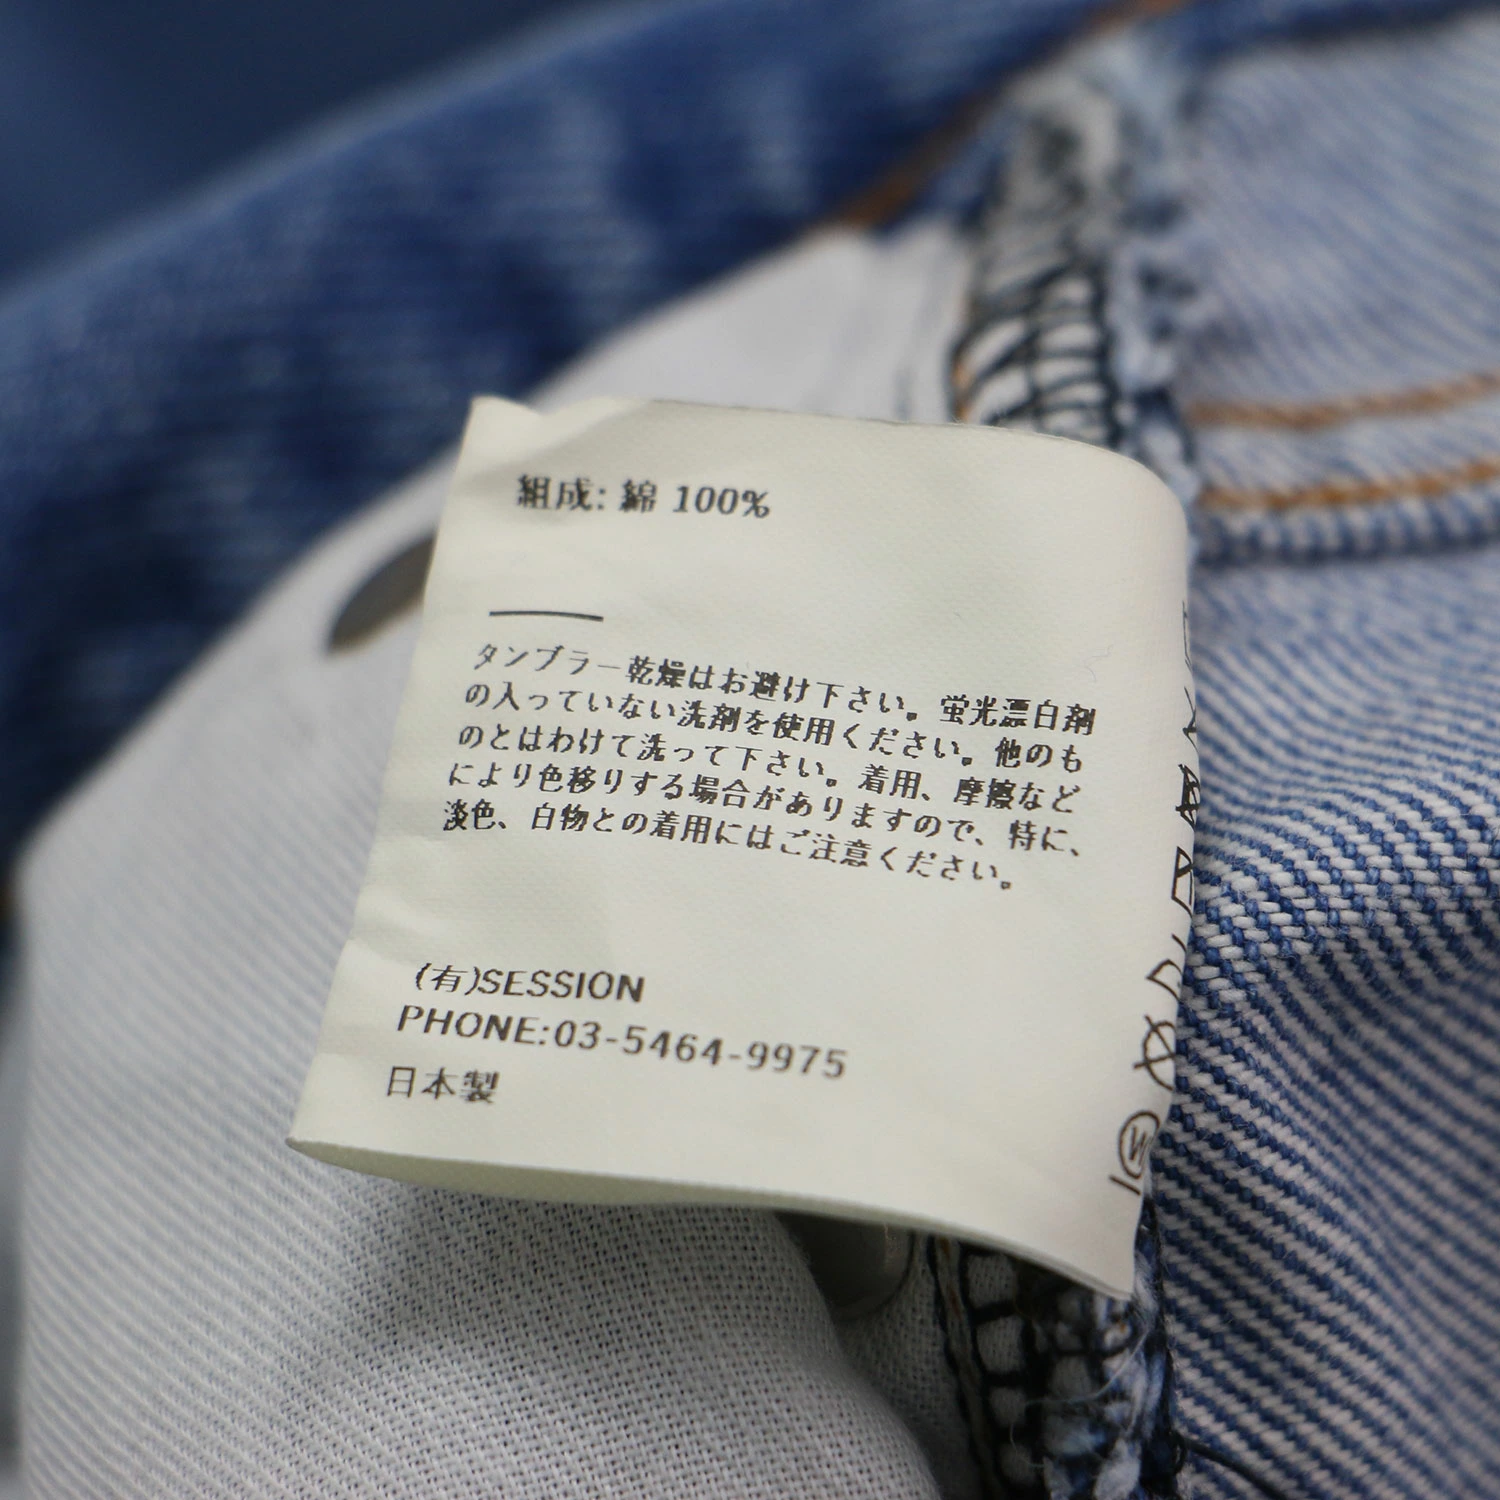 組成: 綿 100%
タンブラー乾燥はお避け下さい。蛍光漂白剤
の入っていない洗剤を使用ください。他のも
のとはわけて洗って下さい。着用、摩擦など
により色移りする場合がありますので、特に、
淡色、白物との着用にはご注意ください。
(有)SESSION
PHONE:03-5464-9975
日本製